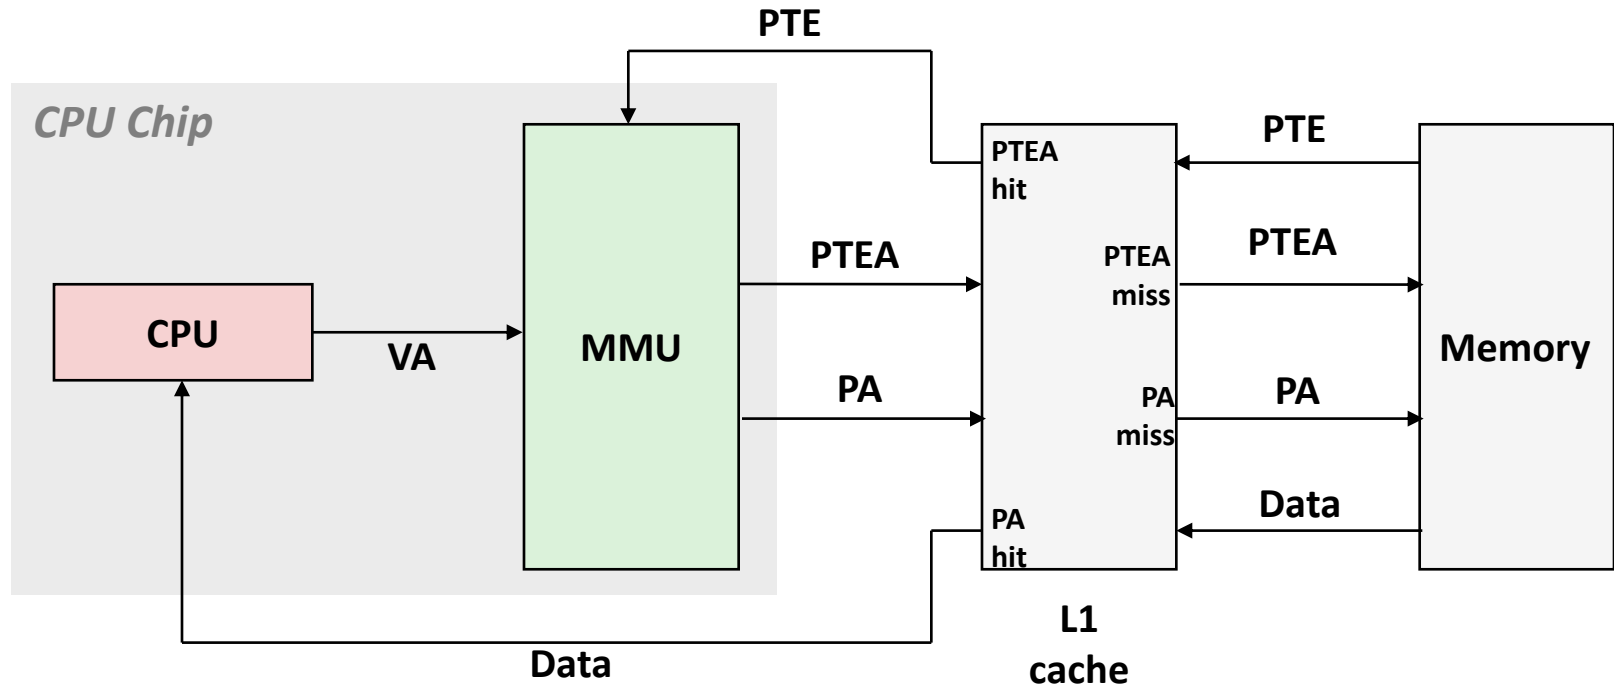 PTE
CPU Chip
PTEA
hit
PTE
PTEA
PTEA
miss
PTEA
CPU
VA
MMU
Memory
PA
PA
miss
PA
PA
hit
Data
Data
L1
cache